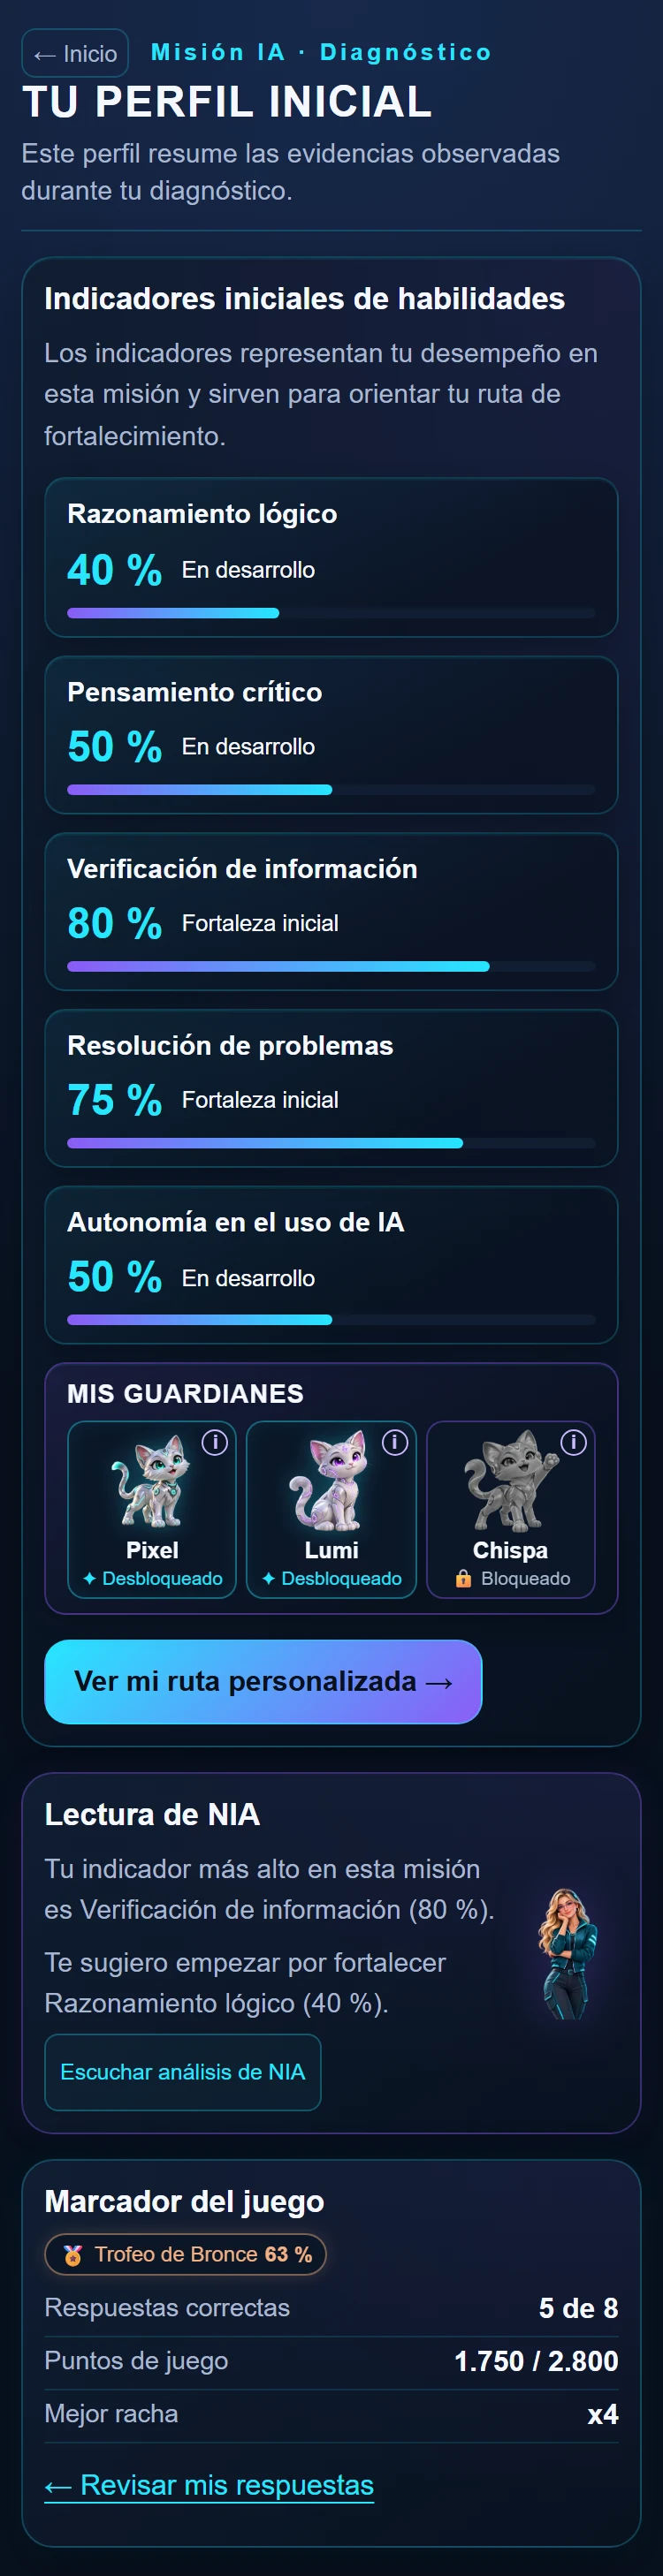 ← Inicio
Misión IA · Diagnóstico
TU PERFIL INICIAL
Este perfil resume las evidencias observadas
durante tu diagnóstico.
Indicadores iniciales de habilidades
Los indicadores representan tu desempeño en
esta misión y sirven para orientar tu ruta de
fortalecimiento.
Razonamiento lógico
40 % En desarrollo
Pensamiento crítico
50 % En desarrollo
Verificación de información
80 % Fortaleza inicial
Resolución de problemas
75 % Fortaleza inicial
Autonomía en el uso de IA
50 % En desarrollo
MIS GUARDIANES
i i i
Pixel Lumi Chispa
✦ Desbloqueado ✦ Desbloqueado 🔒 Bloqueado
Ver mi ruta personalizada →
Lectura de NIA
Tu indicador más alto en esta misión
es Verificación de información (80 %).
Te sugiero empezar por fortalecer
Razonamiento lógico (40 %).
Escuchar análisis de NIA
Marcador del juego
🏅 Trofeo de Bronce 63 %
Respuestas correctas 5 de 8
Puntos de juego 1.750 / 2.800
Mejor racha x4
← Revisar mis respuestas